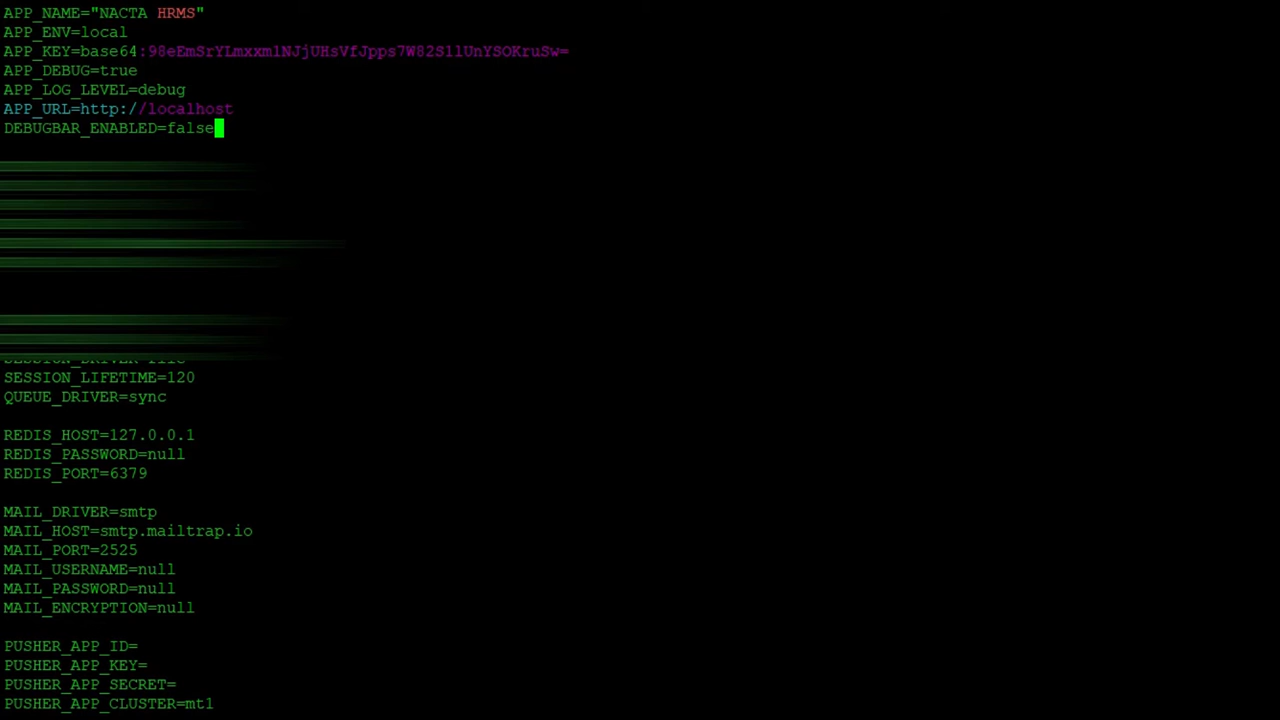 APP_NAME="NACTA HRMS"
APP_ENV=local
APP_KEY=base64:98eEmSrYLmxxm1NJjUHsVfJpps7W82S1lUnYSOKruSw=
APP_DEBUG=true
APP_LOG_LEVEL=debug
APP_URL=http://localhost
DEBUGBAR_ENABLED=false
SESSION_LIFETIME=120
QUEUE_DRIVER=sync
REDIS_HOST=127.0.0.1
REDIS_PASSWORD=null
REDIS_PORT=6379
MAIL_DRIVER=smtp
MAIL_HOST=smtp.mailtrap.io
MAIL_PORT=2525
MAIL_USERNAME=null
MAIL_PASSWORD=null
MAIL_ENCRYPTION=null
PUSHER_APP_ID=
PUSHER_APP_KEY=
PUSHER_APP_SECRET=
PUSHER_APP_CLUSTER=mt1